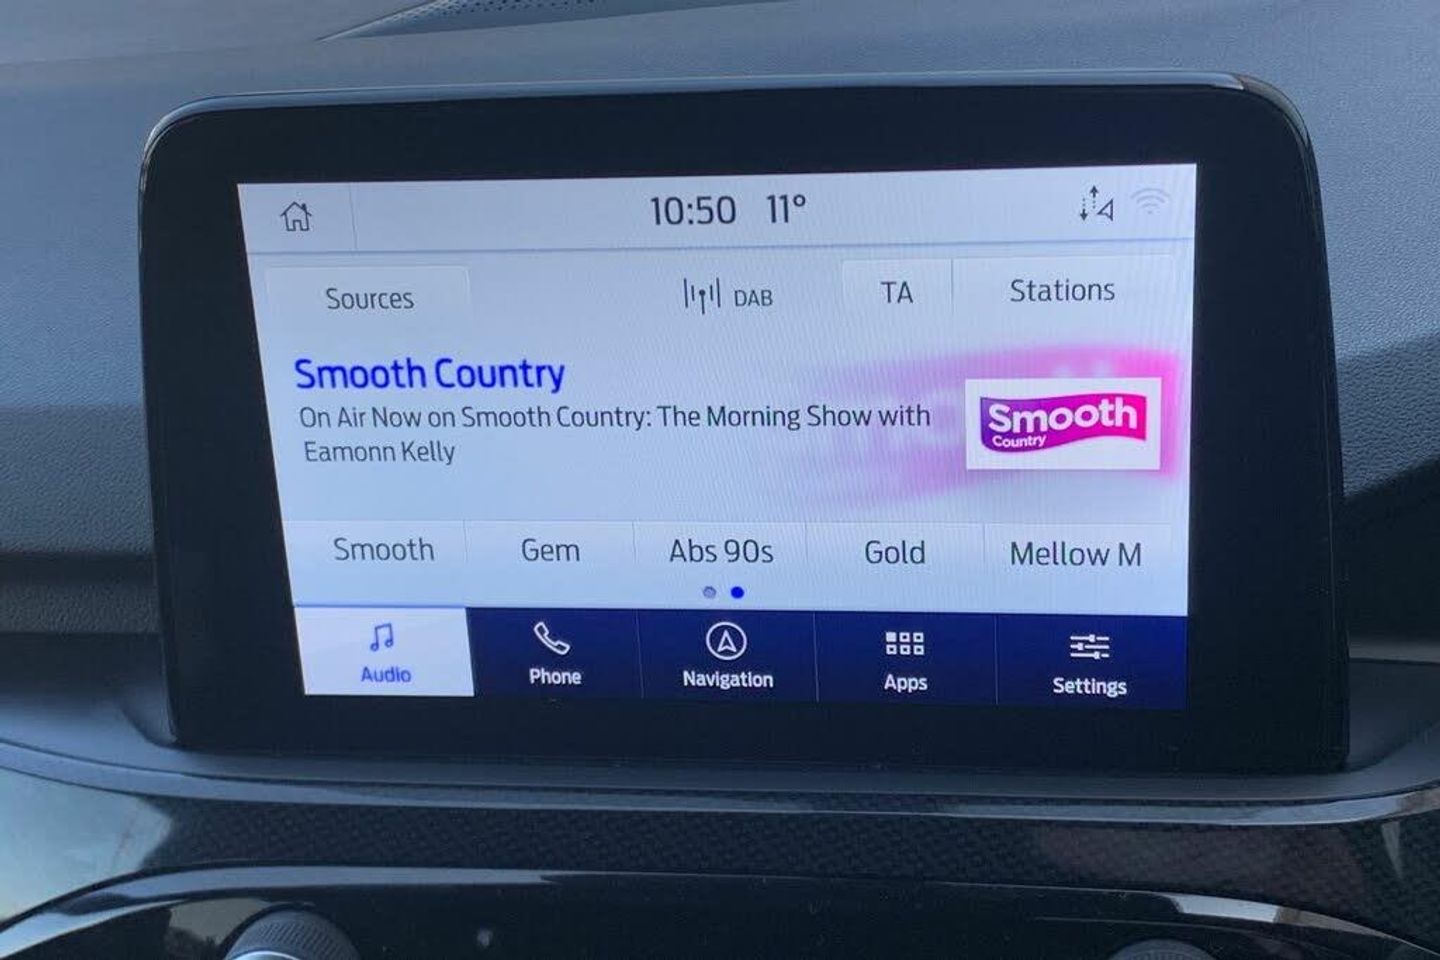 10:50 11°
Sources DAB TA Stations
Smooth Country
On Air Now on Smooth Country: The Morning Show with
Eamonn Kelly
Smooth
Country
Smooth Gem Abs 90s Gold Mellow M
Audio Phone Navigation Apps Settings